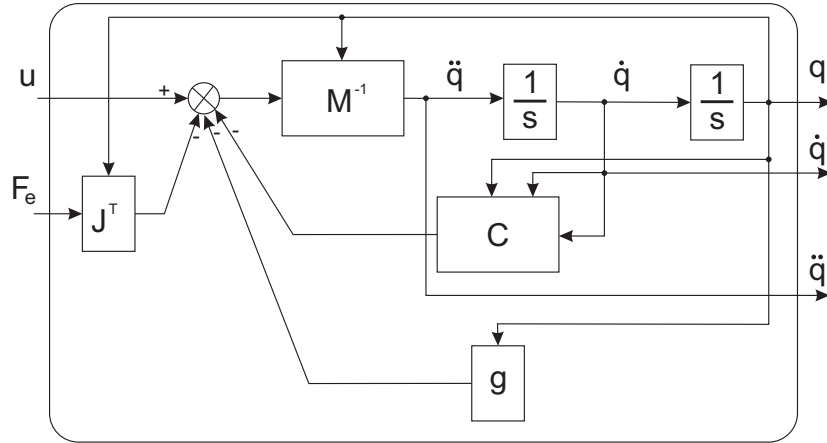 u
+
M⁻¹
q̈
1
s
q̇
1
s
q
- - -
q̇
Fₑ
Jᵀ
C
q̈
g